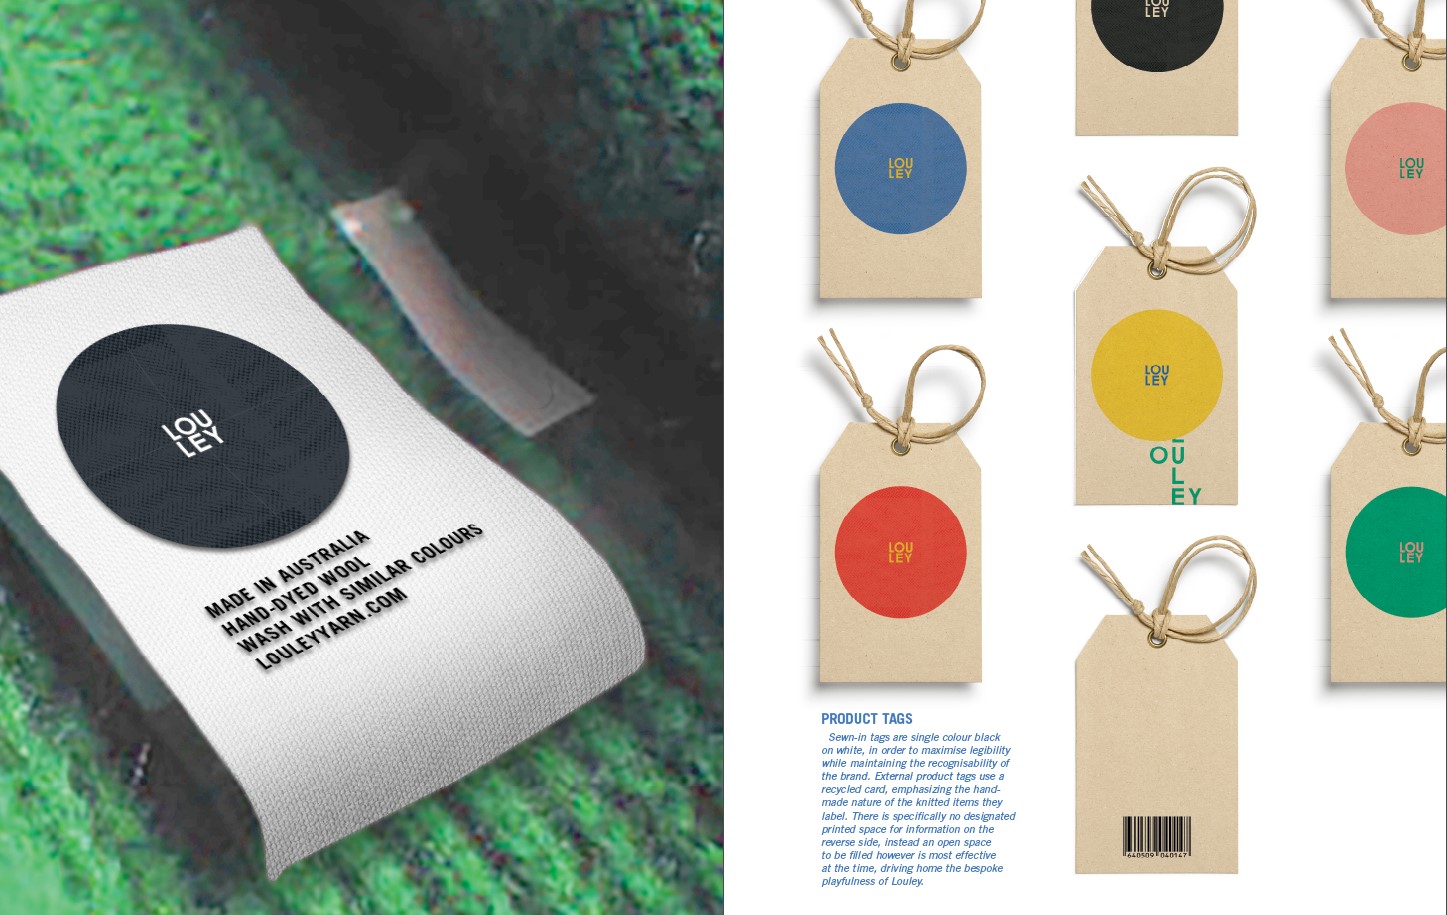 LOU
LEY
MADE IN AUSTRALIA
HAND-DYED WOOL
WASH WITH SIMILAR COLOURS
LOULEYYARN.COM
LOU
LEY
LOU
LEY
PRODUCT TAGS
Sewn-in tags are single colour black
on white, in order to maximise legibility
while maintaining the recognisability of
the brand. External product tags use a
recycled card, emphasizing the hand-
made nature of the knitted items they
label. There is specifically no designated
printed space for information on the
reverse side, instead an open space
to be filled however is most effective
at the time, driving home the bespoke
playfulness of Louley.
LOU
LEY
LOU
LEY
OU
L
EY
640509 040147
LOU
LEY
LOU
LEY